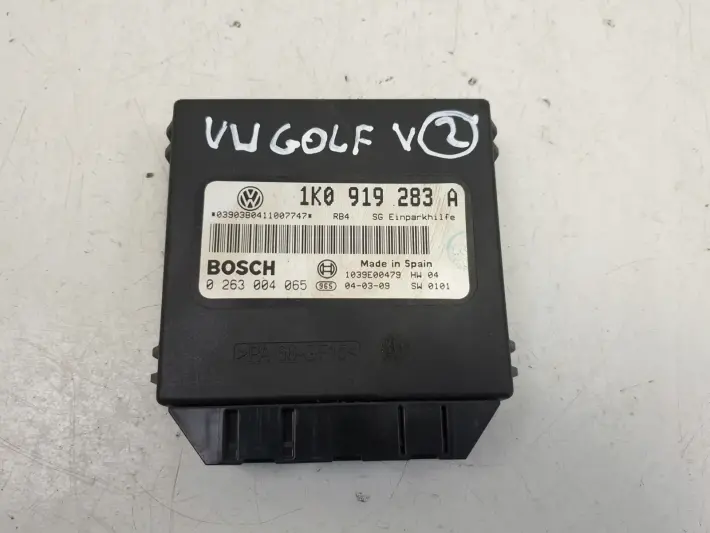 VW GOLF V 2
1K0 919 283 A
*0390380411007747* RB4 SG Einparkhilfe
BOSCH Made in Spain
1039E00479 HW 04
0 263 004 065 965 04-03-09 SW 0101